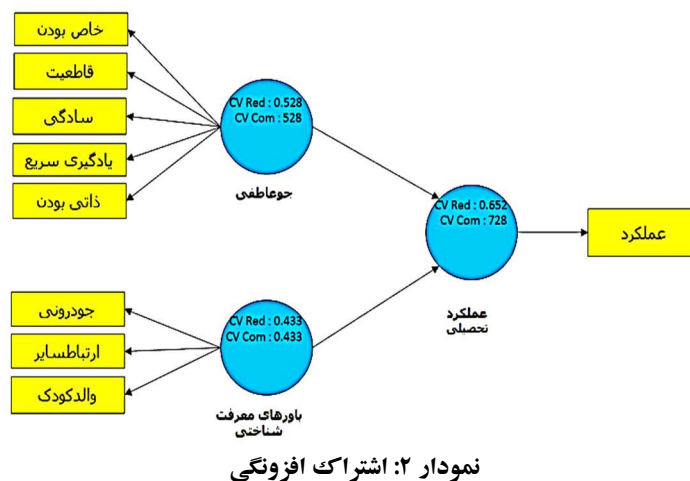 خاص بودن
قاطعیت
سادگی
یادگیری سریع
ذاتی بودن
CV Red : 0.528
CV Com : 528
جوعاطفی
CV Red : 0.652
CV Com : 728
عملکرد
تحصیلی
عملکرد
جودرونی
ارتباطسایر
والدکودک
CV Red : 0.433
CV Com : 0.433
باورهای معرفت
شناختی
نمودار ۲: اشتراک افزونگی